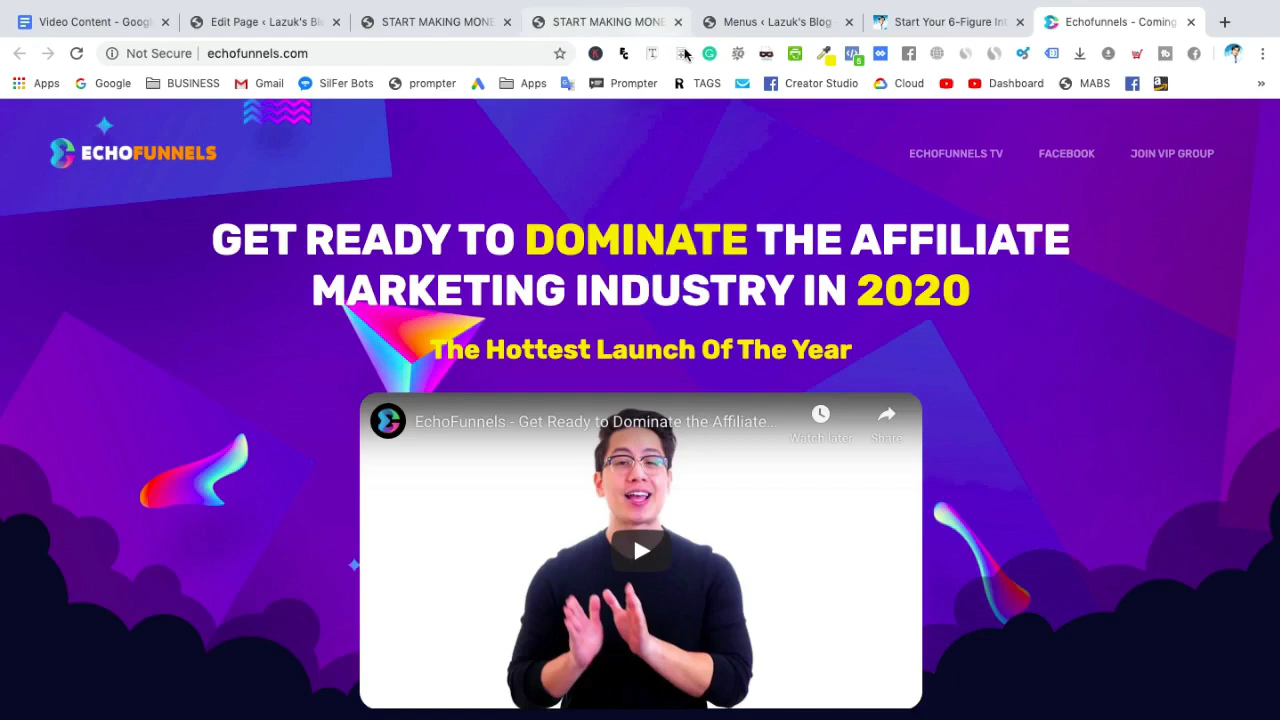 Video Content - Googl
Edit Page ‹ Lazuk's Bl
START MAKING MONE
START MAKING MONE
Menus ‹ Lazuk's Blog
Start Your 6-Figure Int
Echofunnels - Coming
Not Secure
echofunnels.com
Apps
Google
BUSINESS
Gmail
SilFer Bots
prompter
Apps
Prompter
TAGS
Creator Studio
Cloud
Dashboard
MABS
ECHOFUNNELS
ECHOFUNNELS TV
FACEBOOK
JOIN VIP GROUP
GET READY TO DOMINATE THE AFFILIATE
MARKETING INDUSTRY IN 2020
The Hottest Launch Of The Year
EchoFunnels - Get Ready to Dominate the Affiliate...
Watch later
Share